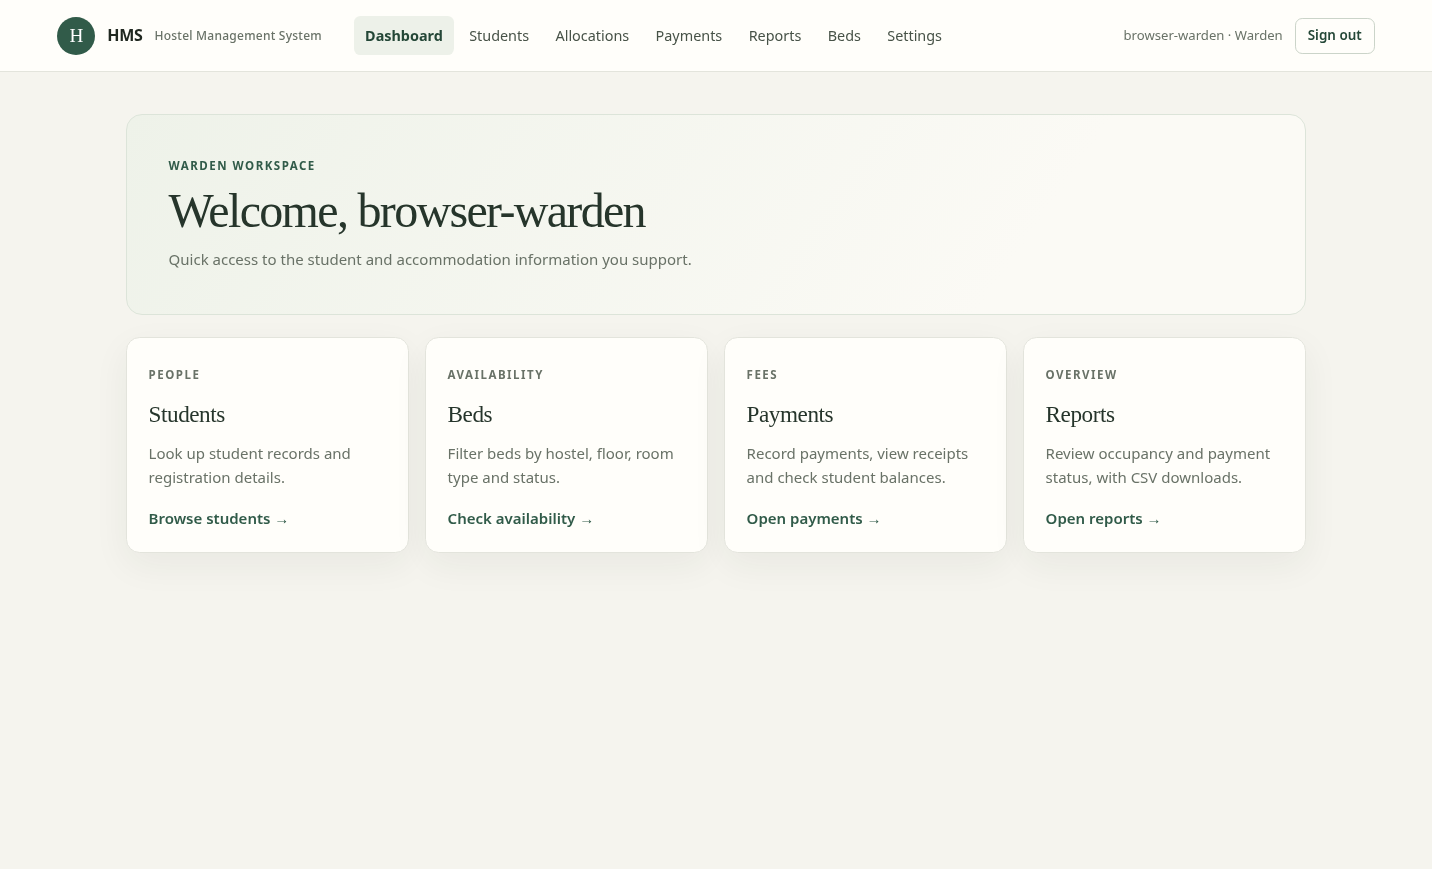 H HMS Hostel Management System Dashboard Students Allocations Payments Reports Beds Settings browser-warden · Warden Sign out
WARDEN WORKSPACE
Welcome, browser-warden
Quick access to the student and accommodation information you support.
PEOPLE
Students
Look up student records and
registration details.
Browse students →
AVAILABILITY
Beds
Filter beds by hostel, floor, room
type and status.
Check availability →
FEES
Payments
Record payments, view receipts
and check student balances.
Open payments →
OVERVIEW
Reports
Review occupancy and payment
status, with CSV downloads.
Open reports →